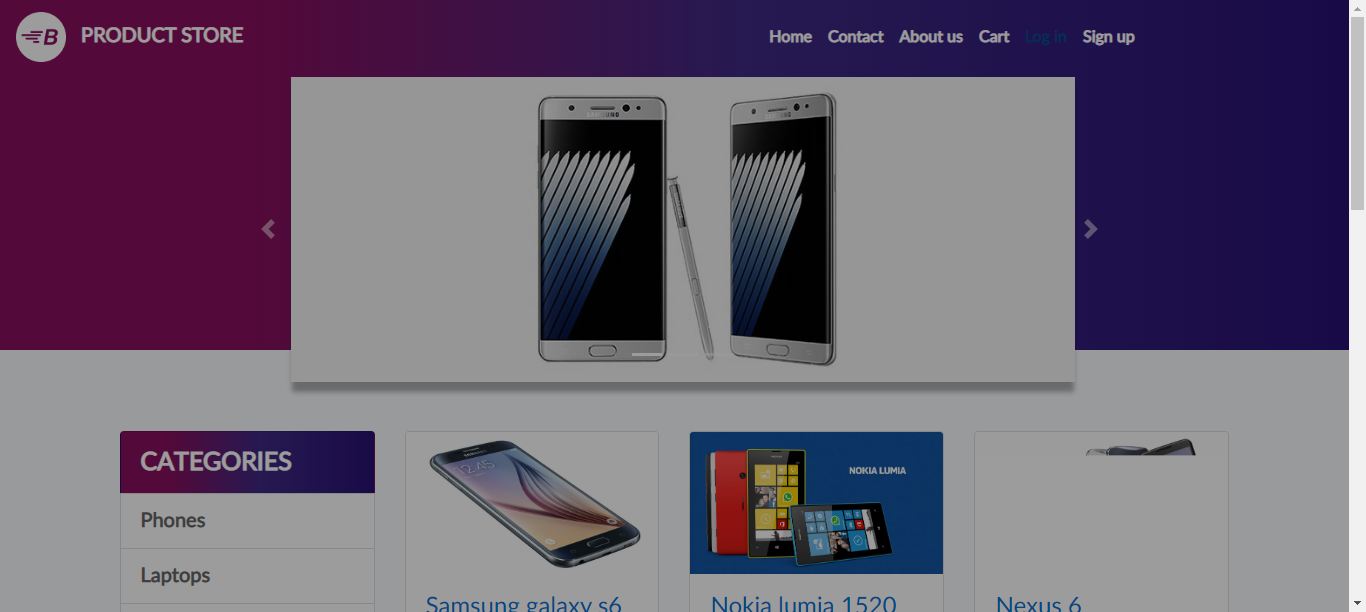 B PRODUCT STORE
Home Contact About us Cart Log in Sign up
SAMSUNG
SAMSUNG
CATEGORIES
Phones
Laptops
12:45
NOKIA LUMIA
Samsung galaxy s6
Nokia lumia 1520
Nexus 6